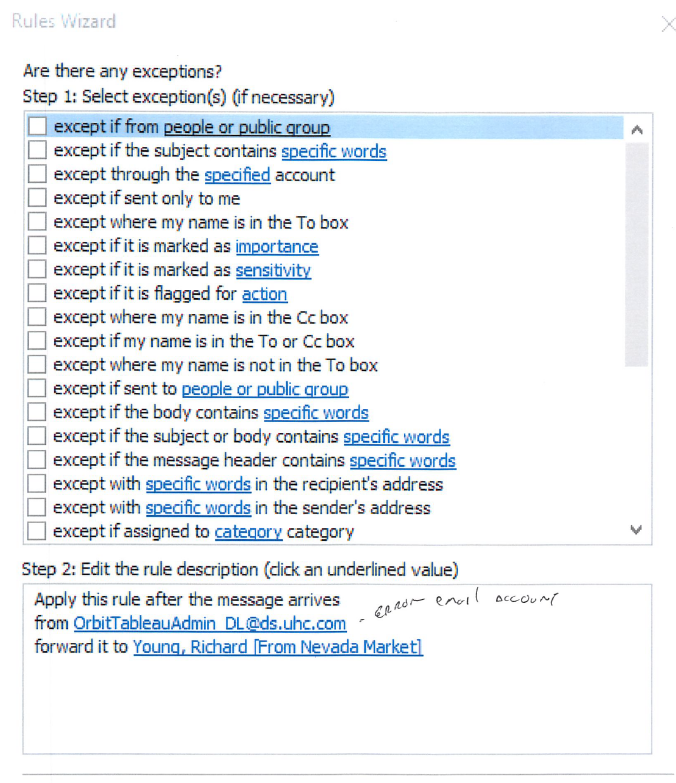 Rules Wizard
Are there any exceptions?
Step 1: Select exception(s) (if necessary)
except if from people or public group
except if the subject contains specific words
except through the specified account
except if sent only to me
except where my name is in the To box
except if it is marked as importance
except if it is marked as sensitivity
except if it is flagged for action
except where my name is in the Cc box
except if my name is in the To or Cc box
except where my name is not in the To box
except if sent to people or public group
except if the body contains specific words
except if the subject or body contains specific words
except if the message header contains specific words
except with specific words in the recipient's address
except with specific words in the sender's address
except if assigned to category category
Step 2: Edit the rule description (click an underlined value)
Apply this rule after the message arrives
from OrbitTableauAdmin_DL@ds.uhc.com - ERROR email account
forward it to Young, Richard [From Nevada Market]